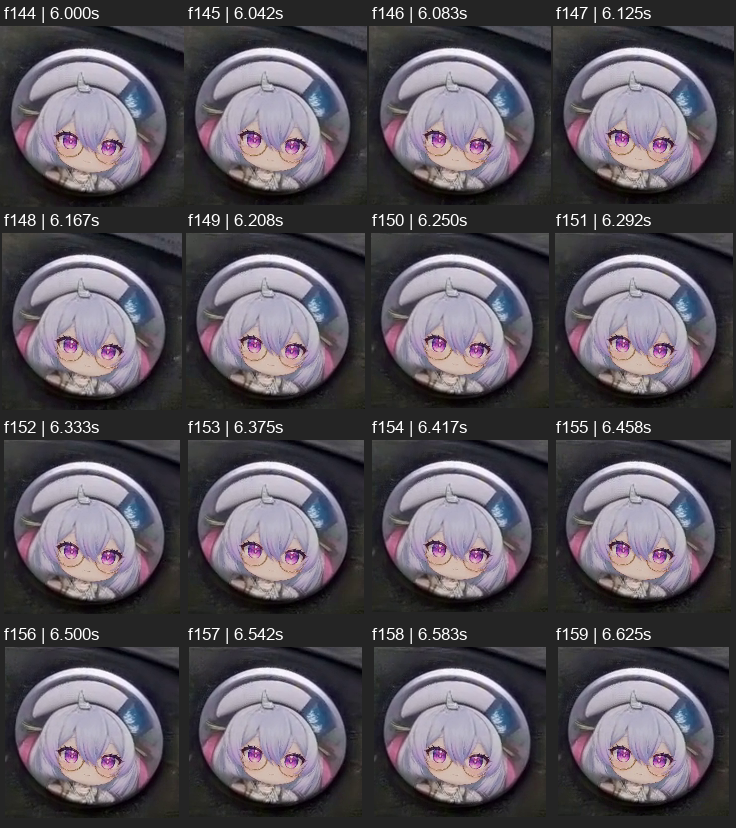 f144 | 6.000s f145 | 6.042s f146 | 6.083s f147 | 6.125s
f148 | 6.167s f149 | 6.208s f150 | 6.250s f151 | 6.292s
f152 | 6.333s f153 | 6.375s f154 | 6.417s f155 | 6.458s
f156 | 6.500s f157 | 6.542s f158 | 6.583s f159 | 6.625s